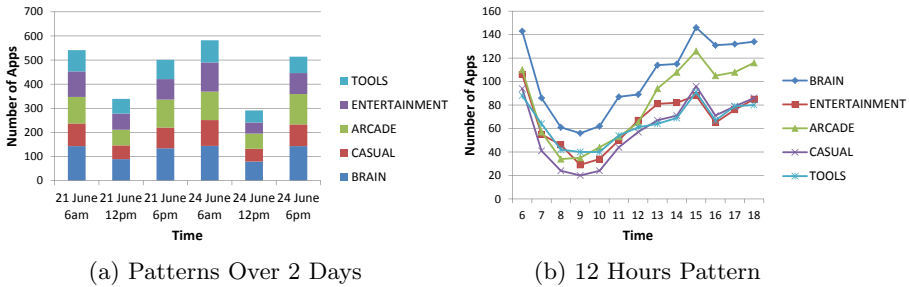 Number of Apps
700
600
500
400
300
200
100
0
21 June 6am
21 June 12pm
21 June 6pm
24 June 6am
24 June 12pm
24 June 6pm
Time
TOOLS
ENTERTAINMENT
ARCADE
CASUAL
BRAIN
(a) Patterns Over 2 Days
Number of Apps
160
140
120
100
80
60
40
20
0
6 7 8 9 10 11 12 13 14 15 16 17 18
Time
BRAIN
ENTERTAINMENT
ARCADE
CASUAL
TOOLS
(b) 12 Hours Pattern